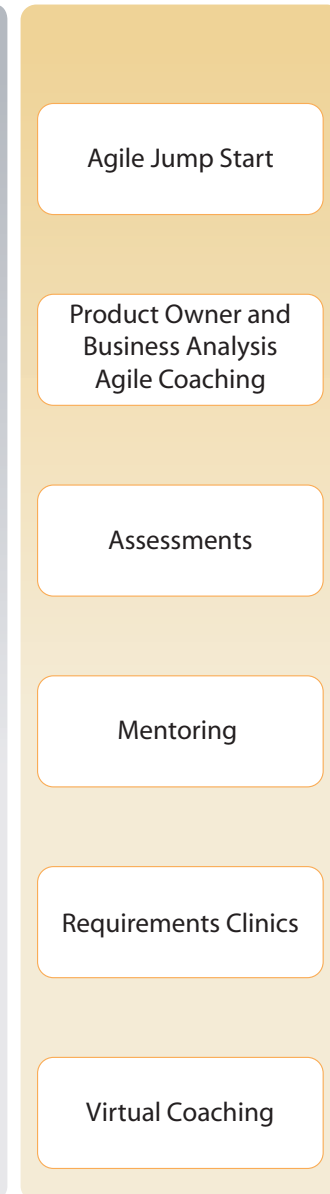 Agile Jump Start
Product Owner and
Business Analysis
Agile Coaching
Assessments
Mentoring
Requirements Clinics
Virtual Coaching